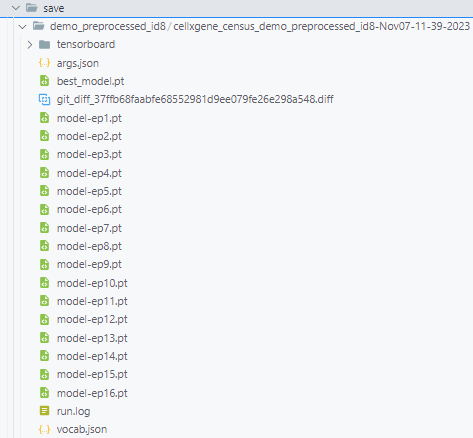 save
demo_preprocessed_id8 / cellxgene_census_demo_preprocessed_id8-Nov07-11-39-2023
tensorboard
args.json
best_model.pt
git_diff_37ffb68faabfe68552981d9ee079fe26e298a548.diff
model-ep1.pt
model-ep2.pt
model-ep3.pt
model-ep4.pt
model-ep5.pt
model-ep6.pt
model-ep7.pt
model-ep8.pt
model-ep9.pt
model-ep10.pt
model-ep11.pt
model-ep12.pt
model-ep13.pt
model-ep14.pt
model-ep15.pt
model-ep16.pt
run.log
vocab.json